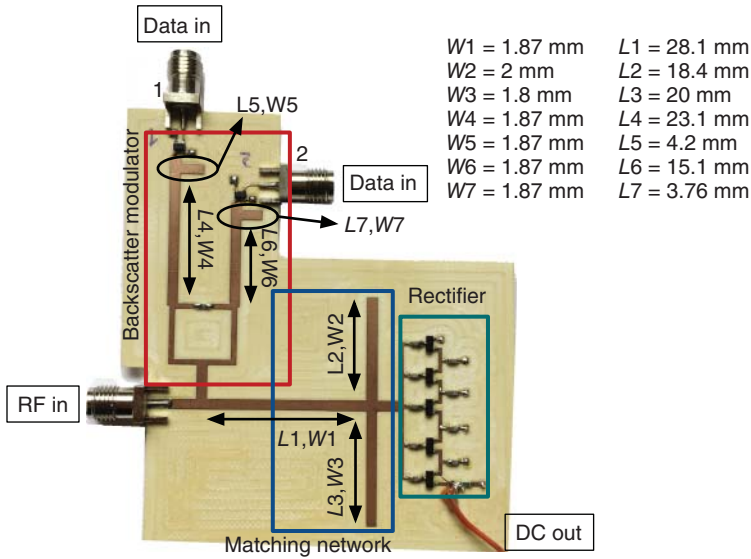 Data in
W1 = 1.87 mm L1 = 28.1 mm
W2 = 2 mm L2 = 18.4 mm
W3 = 1.8 mm L3 = 20 mm
W4 = 1.87 mm L4 = 23.1 mm
W5 = 1.87 mm L5 = 4.2 mm
W6 = 1.87 mm L6 = 15.1 mm
W7 = 1.87 mm L7 = 3.76 mm
1
L5,W5
2
Data in
Backscatter modulator
L4,W4
L6,W6
L7,W7
Rectifier
L2,W2
RF in
L1,W1
L3,W3
DC out
Matching network